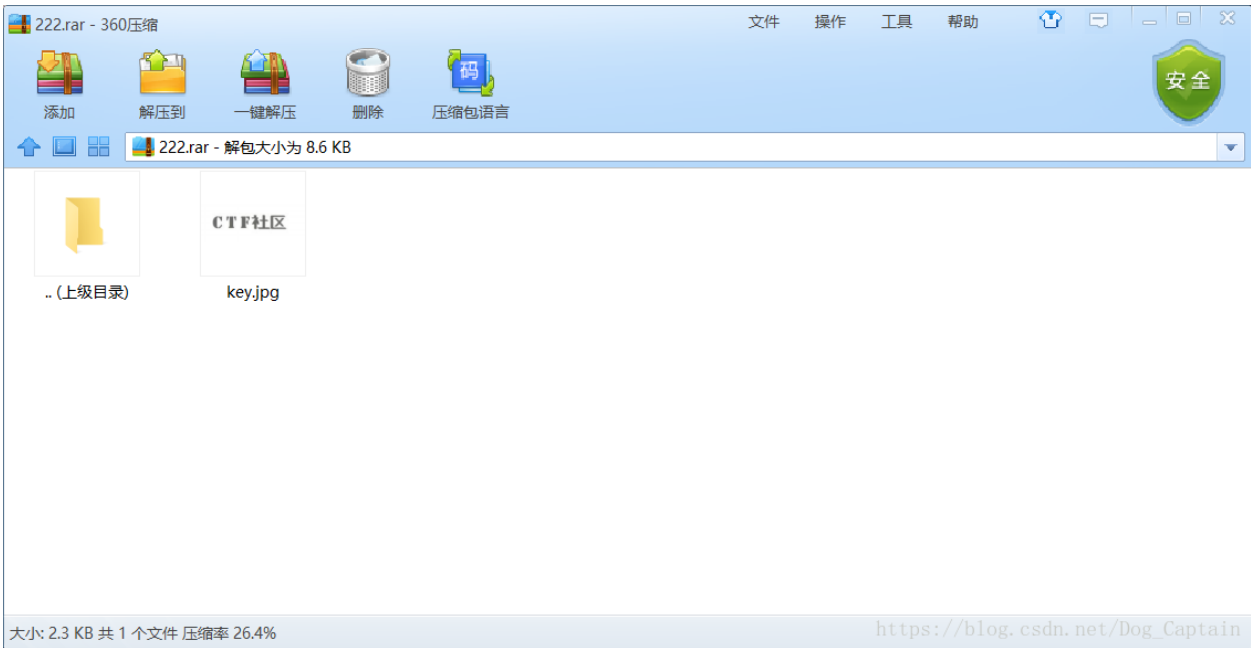 222.rar - 360压缩
文件 操作 工具 帮助
添加 解压到 一键解压 删除 码 压缩包语言
安全
222.rar - 解包大小为 8.6 KB
CTF社区
.. (上级目录) key.jpg
大小: 2.3 KB 共 1 个文件 压缩率 26.4%
https://blog.csdn.net/Dog_Captain